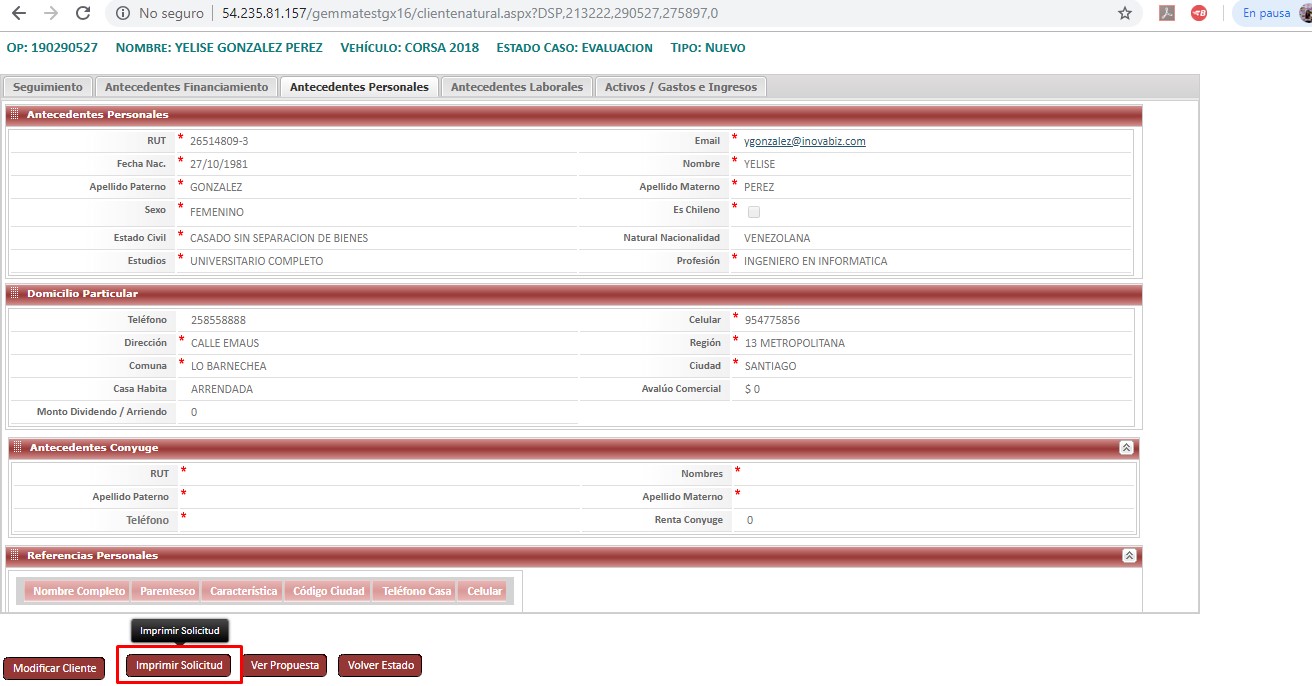 No seguro 54.235.81.157/gemmatestgx16/clientenatural.aspx?DSP,213222,290527,275897,0 En pausa
OP: 190290527 NOMBRE: YELISE GONZALEZ PEREZ VEHÍCULO: CORSA 2018 ESTADO CASO: EVALUACION TIPO: NUEVO
Seguimiento Antecedentes Financiamiento Antecedentes Personales Antecedentes Laborales Activos / Gastos e Ingresos
Antecedentes Personales
RUT * 26514809-3 Email * ygonzalez@inovabiz.com
Fecha Nac. * 27/10/1981 Nombre * YELISE
Apellido Paterno * GONZALEZ Apellido Materno * PEREZ
Sexo * FEMENINO Es Chileno *
Estado Civil * CASADO SIN SEPARACION DE BIENES Natural Nacionalidad VENEZOLANA
Estudios * UNIVERSITARIO COMPLETO Profesión * INGENIERO EN INFORMATICA
Domicilio Particular
Teléfono 258558888 Celular * 954775856
Dirección * CALLE EMAUS Región * 13 METROPOLITANA
Comuna * LO BARNECHEA Ciudad * SANTIAGO
Casa Habita ARRENDADA Avalúo Comercial $ 0
Monto Dividendo / Arriendo 0
Antecedentes Conyuge
RUT * Nombres *
Apellido Paterno * Apellido Materno *
Teléfono * Renta Conyuge 0
Referencias Personales
Nombre Completo Parentesco Característica Código Ciudad Teléfono Casa Celular
Imprimir Solicitud
Modificar Cliente Imprimir Solicitud Ver Propuesta Volver Estado